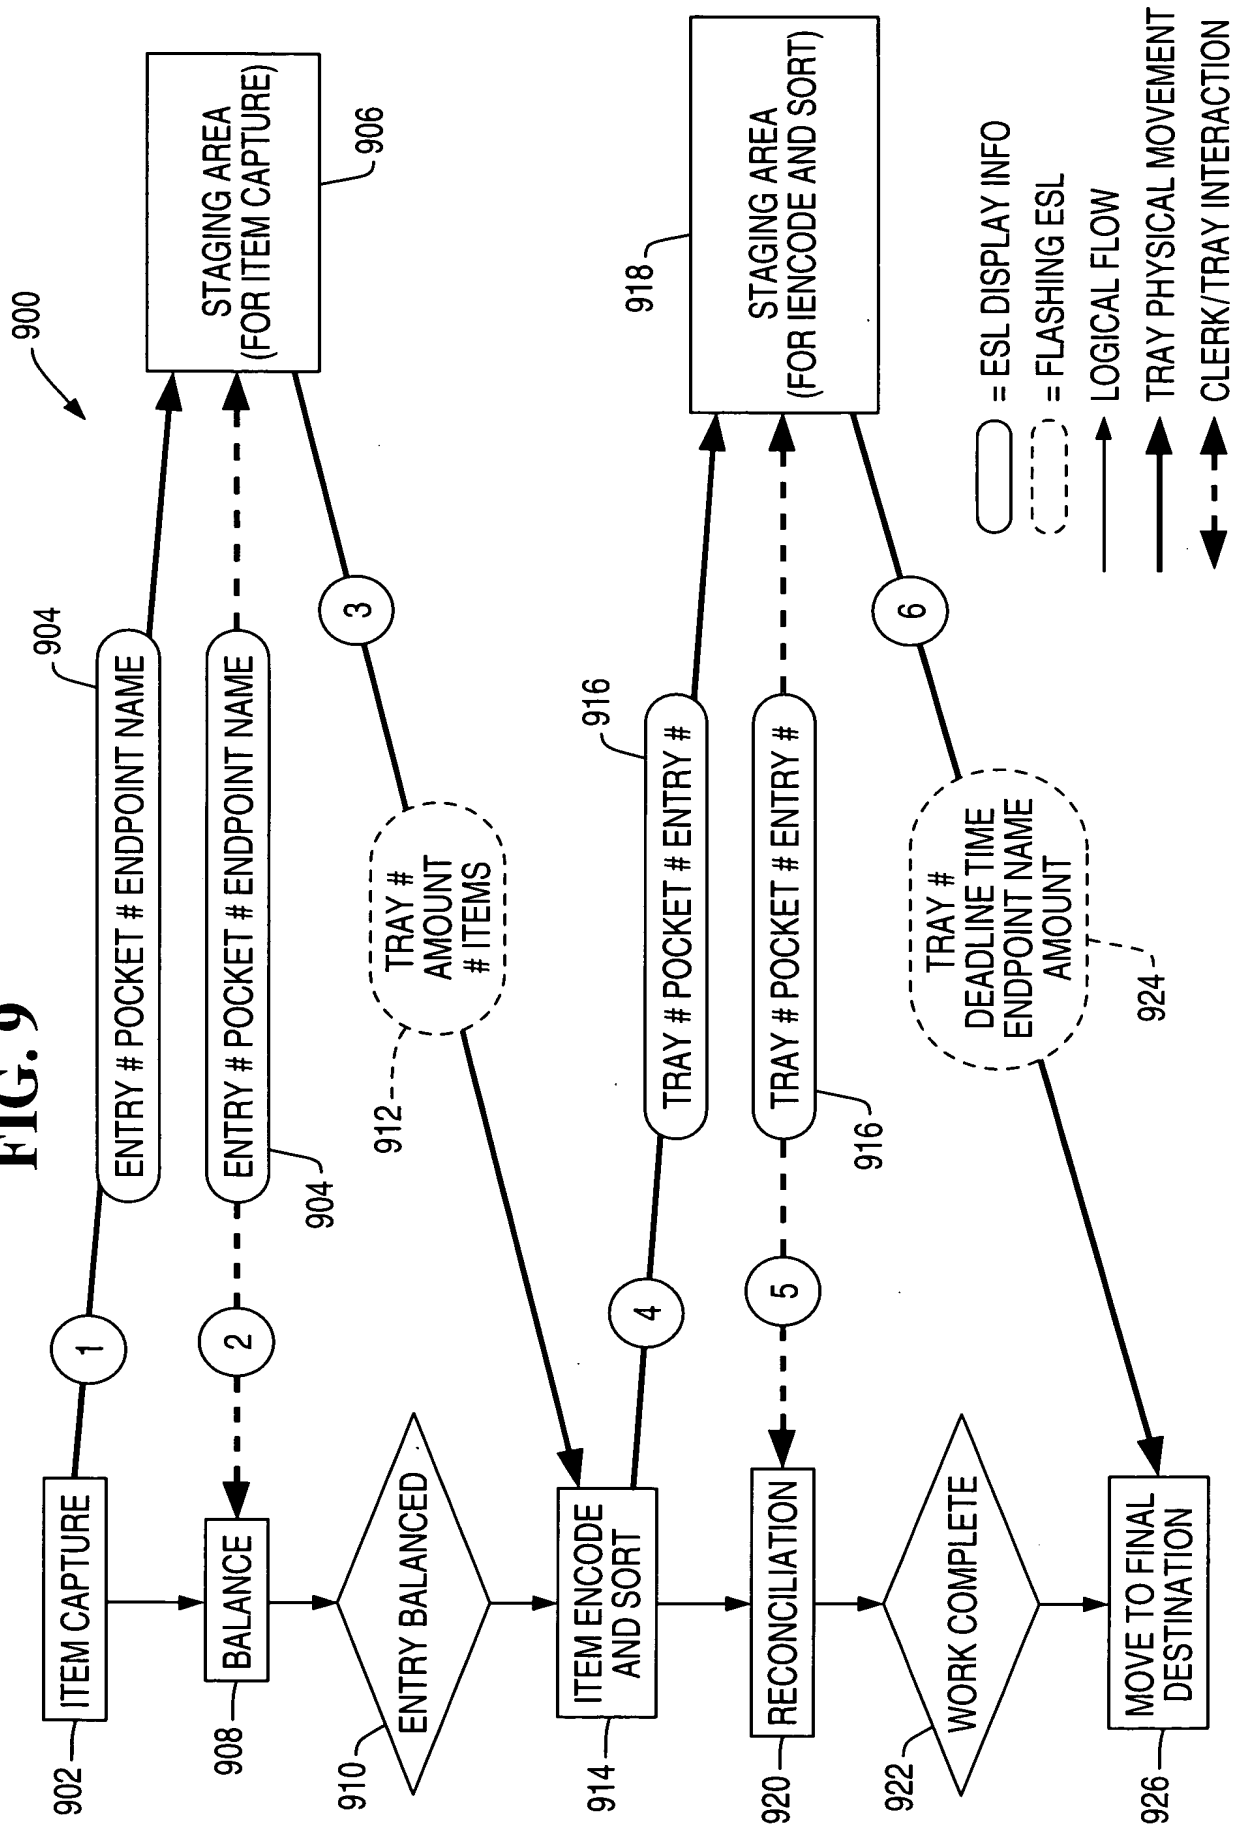 FIG. 9
900
902
ITEM CAPTURE
1
904
ENTRY # POCKET # ENDPOINT NAME
STAGING AREA
(FOR ITEM CAPTURE)
906
908
BALANCE
2
904
ENTRY # POCKET # ENDPOINT NAME
3
910
ENTRY BALANCED
912
TRAY #
AMOUNT
# ITEMS
914
ITEM ENCODE
AND SORT
4
916
TRAY # POCKET # ENTRY #
918
STAGING AREA
(FOR IENCODE AND SORT)
920
RECONCILIATION
5
916
TRAY # POCKET # ENTRY #
6
922
WORK COMPLETE
924
TRAY #
DEADLINE TIME
ENDPOINT NAME
AMOUNT
926
MOVE TO FINAL
DESTINATION
= ESL DISPLAY INFO
= FLASHING ESL
LOGICAL FLOW
TRAY PHYSICAL MOVEMENT
CLERK/TRAY INTERACTION